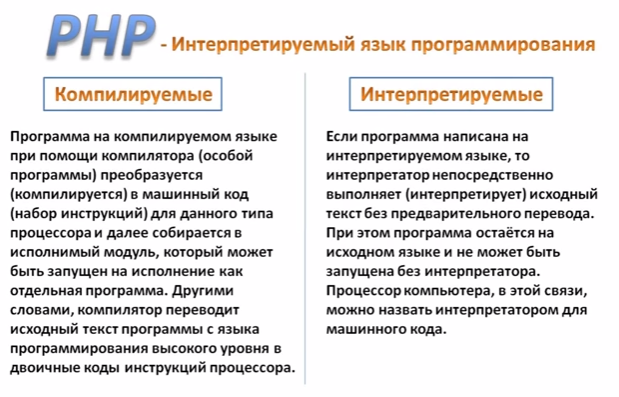 PHP - Интерпретируемый язык программирования
Компилируемые
Программа на компилируемом языке
при помощи компилятора (особой
программы) преобразуется
(компилируется) в машинный код
(набор инструкций) для данного типа
процессора и далее собирается в
исполнимый модуль, который может
быть запущен на исполнение как
отдельная программа. Другими
словами, компилятор переводит
исходный текст программы с языка
программирования высокого уровня в
двоичные коды инструкций процессора.
Интерпретируемые
Если программа написана на
интерпретируемом языке, то
интерпретатор непосредственно
выполняет (интерпретирует) исходный
текст без предварительного перевода.
При этом программа остаётся на
исходном языке и не может быть
запущена без интерпретатора.
Процессор компьютера, в этой связи,
можно назвать интерпретатором для
машинного кода.